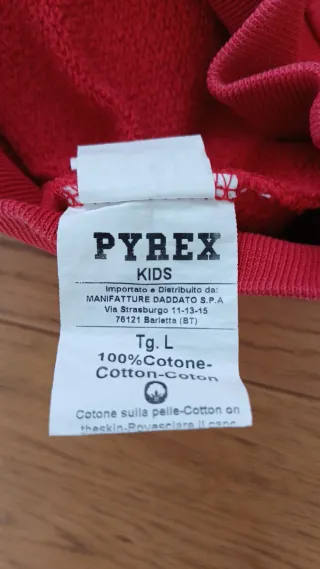 PYREX
KIDS
Importato e Distribuito da:
MANIFATTURE DADDATO S.P.A
Via Strasburgo 11-13-15
76121 Barletta (BT)
Tg. L
100%Cotone-
Cotton-Coton
Cotone sulla pelle-Cotton on
theskin-Rovesciare il capo